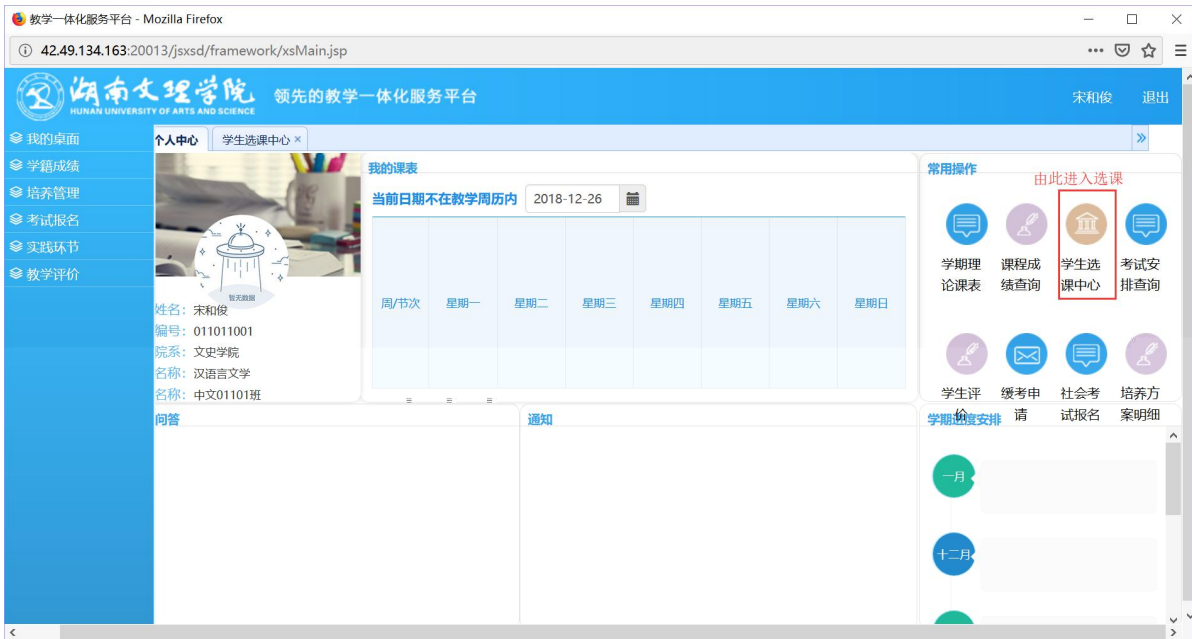 教学一体化服务平台 - Mozilla Firefox
42.49.134.163:20013/jsxsd/framework/xsMain.jsp
湖南文理学院
HUNAN UNIVERSITY OF ARTS AND SCIENCE
领先的教学一体化服务平台
宋和俊 退出
我的桌面
学籍成绩
培养管理
考试报名
实践环节
教学评价
个人中心 学生选课中心 ×
暂无数据
姓名：宋和俊
编号：011011001
院系：文史学院
名称：汉语言文学
名称：中文01101班
我的课表
当前日期不在教学周历内 2018-12-26
周/节次 星期一 星期二 星期三 星期四 星期五 星期六 星期日
常用操作
由此进入选课
学期理论课表
课程成绩查询
学生选课中心
考试安排查询
学生评价
缓考申请
社会考试报名
培养方案明细
问答
通知
学期进度安排
一月
十二月